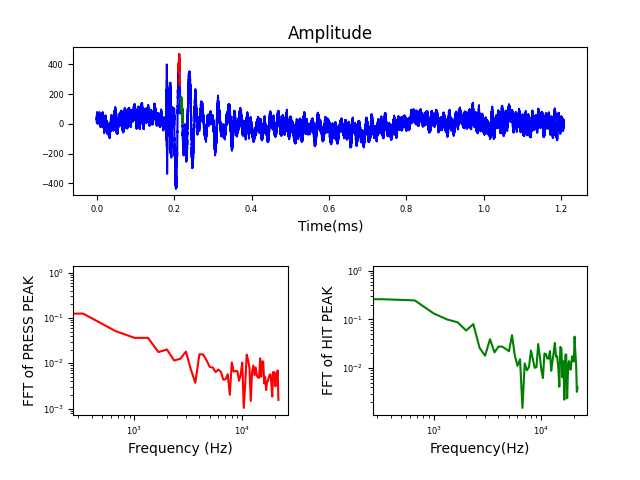 Amplitude
400
200
0
−200
−400
0.0 0.2 0.4 0.6 0.8 1.0 1.2
Time(ms)
FFT of PRESS PEAK
10⁰
10⁻¹
10⁻²
10⁻³
10³ 10⁴
Frequency (Hz)
FFT of HIT PEAK
10⁰
10⁻¹
10⁻²
10³ 10⁴
Frequency(Hz)